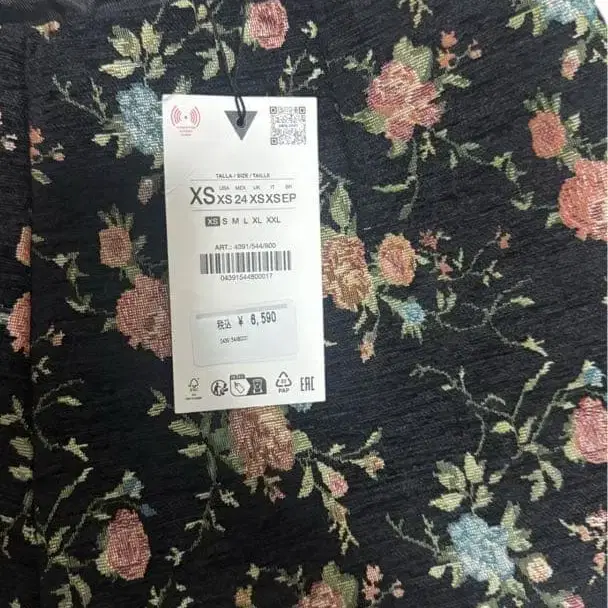 TALLA / SIZE / TAILLE
USA MEX UK IT BR
XS XS 24 XS XS EP
XS S M L XL XXL
ART.: 4391/544/800
04391544800017
税込 ¥ 6,590
PAP
EAC